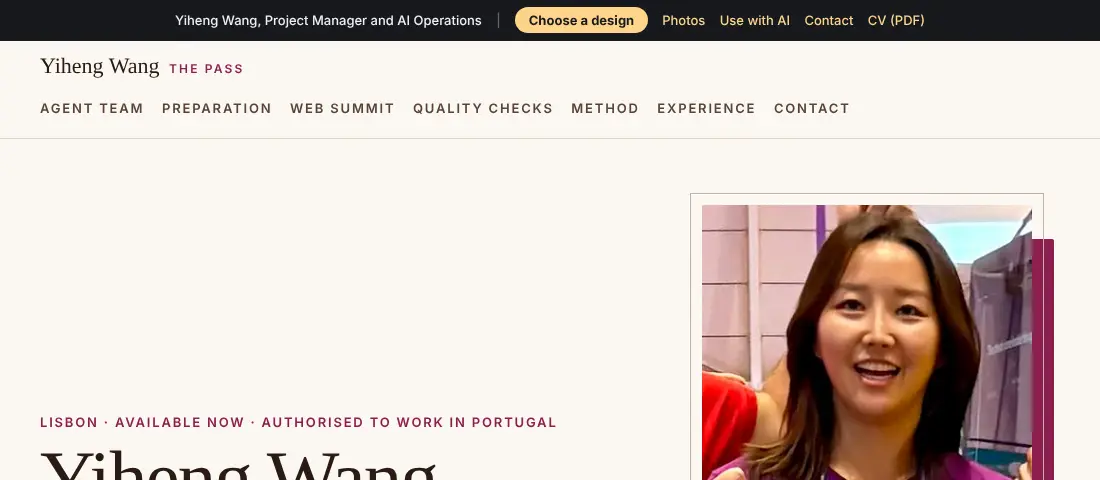 Yiheng Wang, Project Manager and AI Operations | Choose a design Photos Use with AI Contact CV (PDF)
Yiheng Wang THE PASS
AGENT TEAM PREPARATION WEB SUMMIT QUALITY CHECKS METHOD EXPERIENCE CONTACT
LISBON · AVAILABLE NOW · AUTHORISED TO WORK IN PORTUGAL
Yiheng Wang